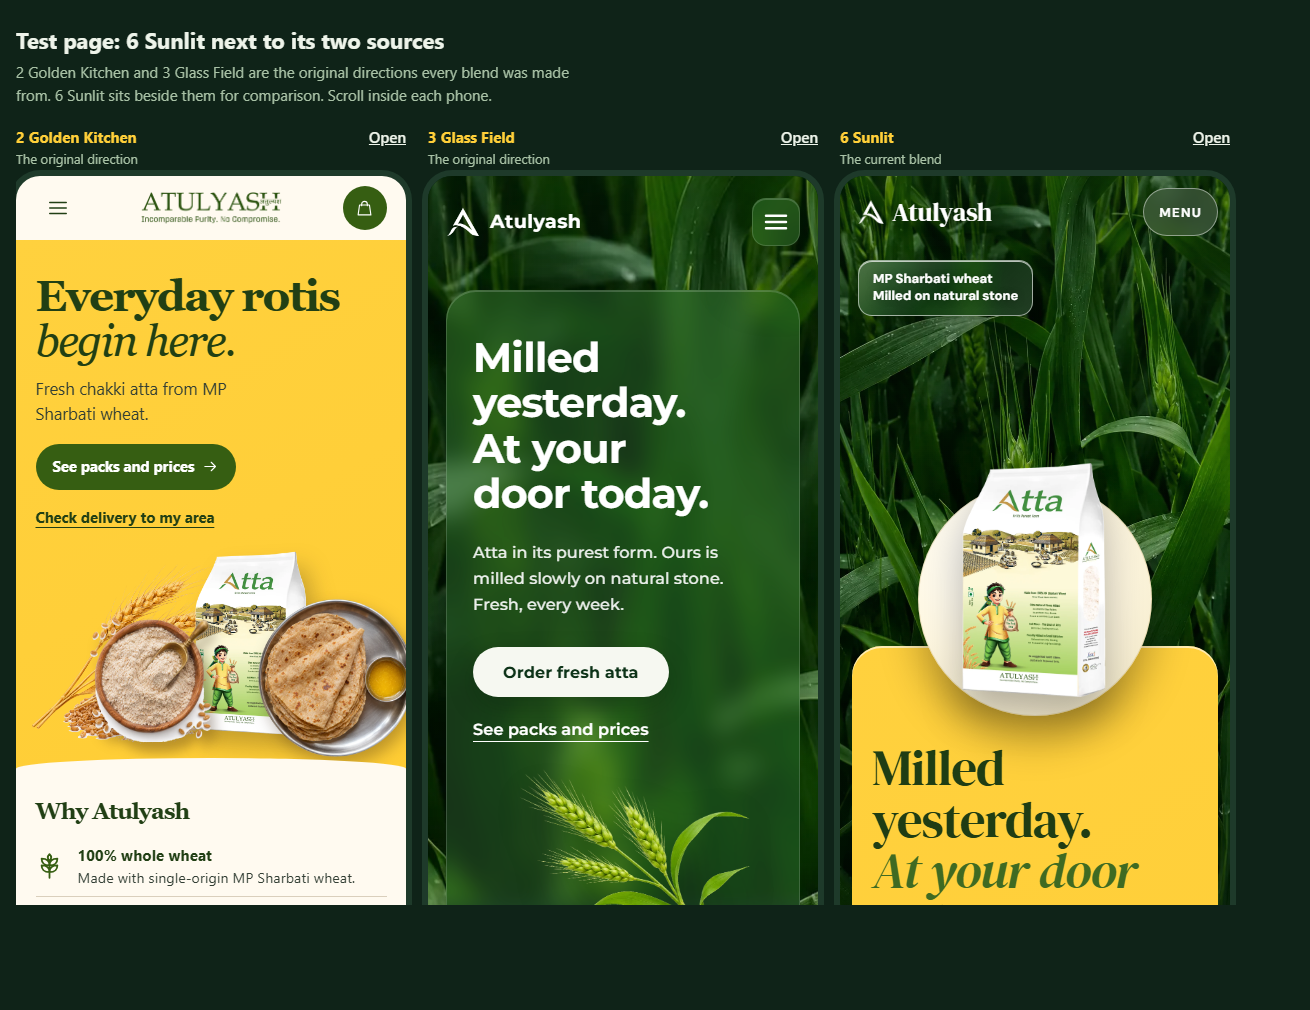 Test page: 6 Sunlit next to its two sources
2 Golden Kitchen and 3 Glass Field are the original directions every blend was made
from. 6 Sunlit sits beside them for comparison. Scroll inside each phone.
2 Golden Kitchen
Open
The original direction
ATULYASH
Incomparable Purity. No Compromise.
Everyday rotis
begin here.
Fresh chakki atta from MP
Sharbati wheat.
See packs and prices →
Check delivery to my area
Atta
ATULYASH
Why Atulyash
100% whole wheat
Made with single-origin MP Sharbati wheat.
3 Glass Field
Open
The original direction
Atulyash
Milled
yesterday.
At your
door today.
Atta in its purest form. Ours is
milled slowly on natural stone.
Fresh, every week.
Order fresh atta
See packs and prices
6 Sunlit
Open
The current blend
Atulyash
MENU
MP Sharbati wheat
Milled on natural stone
Atta
ATULYASH
Milled
yesterday.
At your door